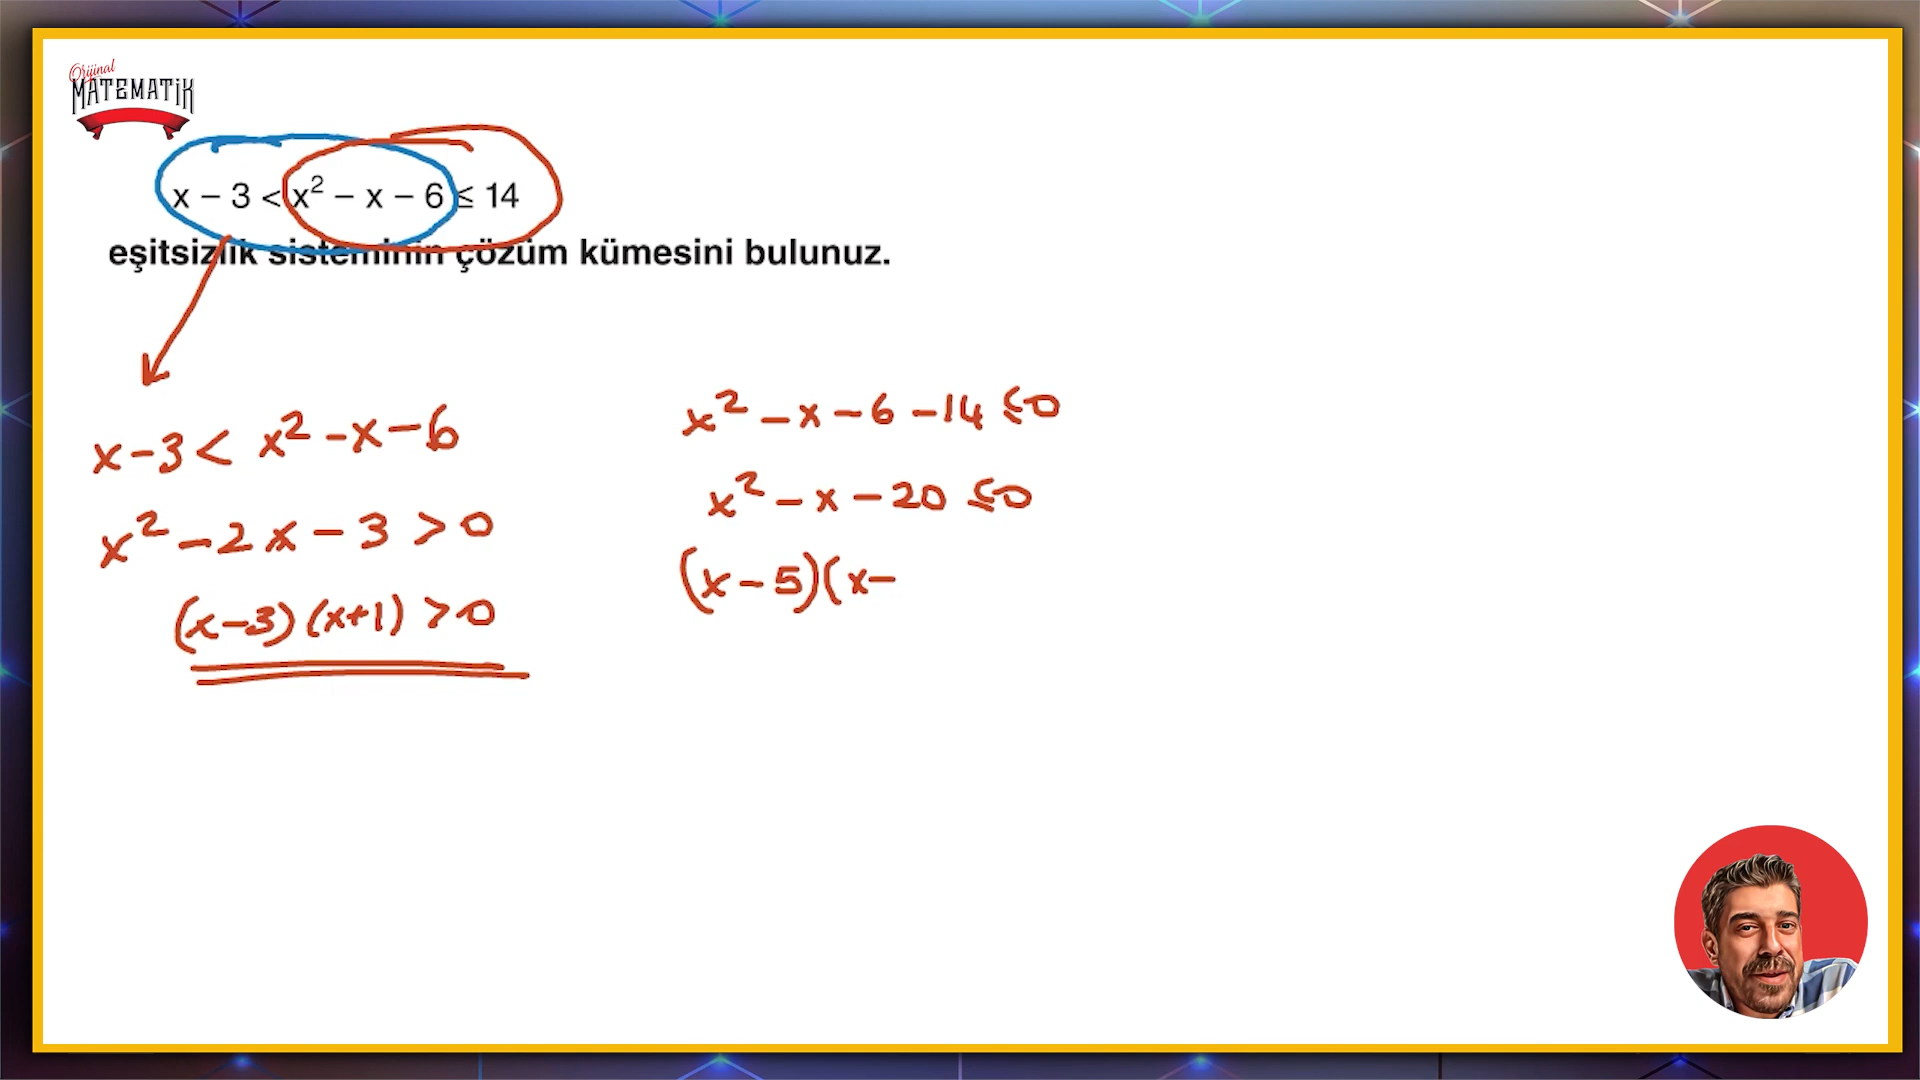 Orijinal
MATEMATİK
x – 3 < x² – x – 6 ≤ 14
eşitsizlik sisteminin çözüm kümesini bulunuz.
x-3 < x² -x-6
x² -2x-3 >0
(x-3)(x+1) >0
x² -x-6-14 ≤0
x² -x-20 ≤0
(x-5)(x-